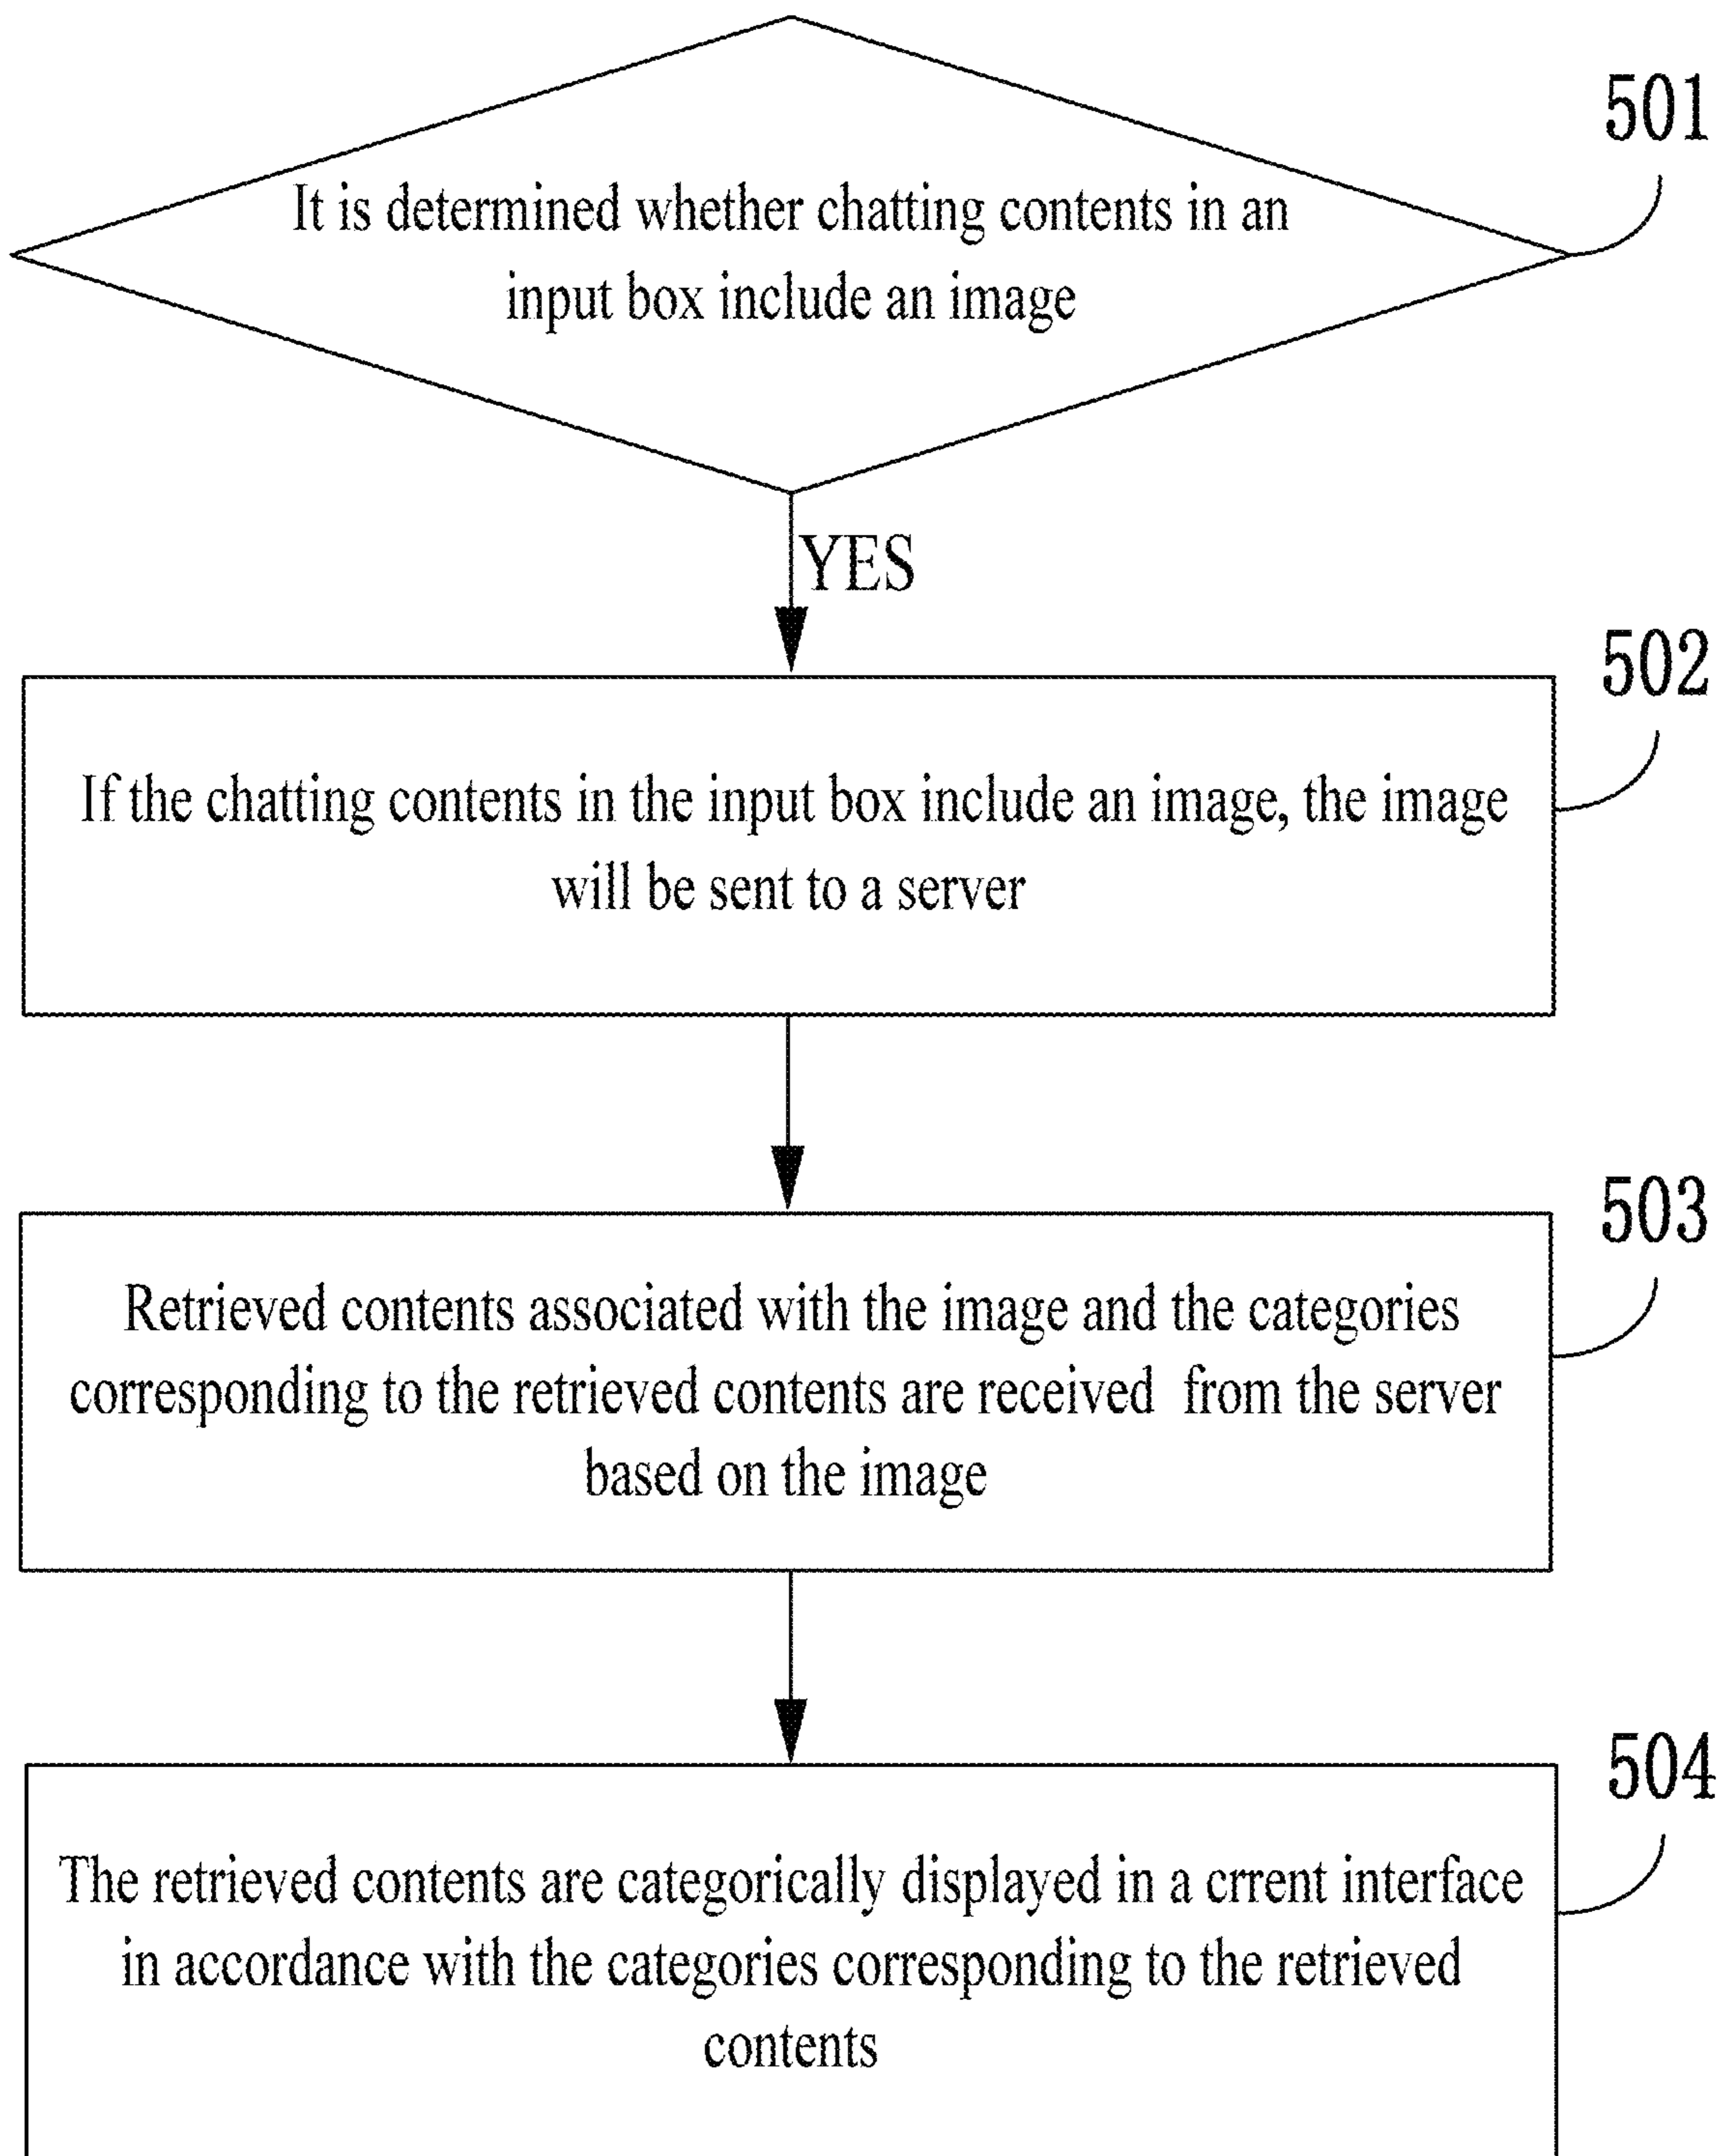 501
It is determined whether chatting contents in an
input box include an image
YES
502
If the chatting contents in the input box include an image, the image
will be sent to a server
503
Retrieved contents associated with the image and the categories
corresponding to the retrieved contents are received from the server
based on the image
504
The retrieved contents are categorically displayed in a crrent interface
in accordance with the categories corresponding to the retrieved
contents